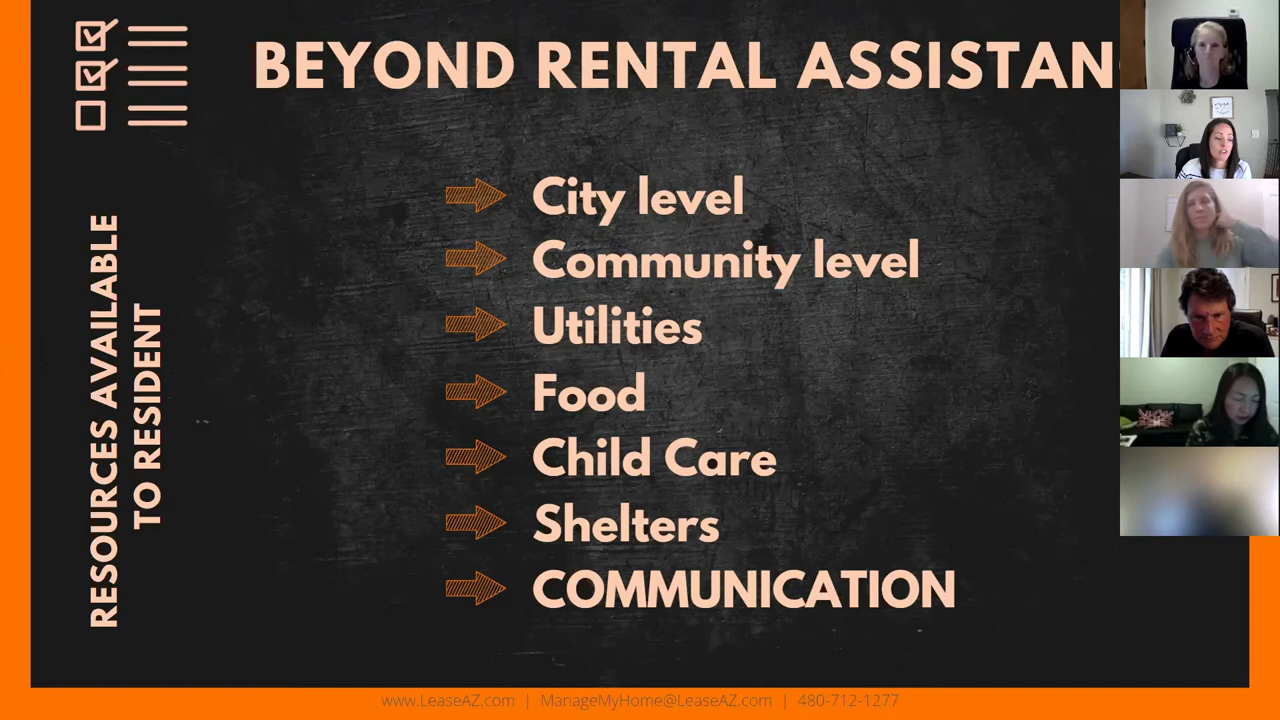 BEYOND RENTAL ASSISTAN
RESOURCES AVAILABLE
TO RESIDENT
City level
Community level
Utilities
Food
Child Care
Shelters
COMMUNICATION
www.LeaseAZ.com | ManageMyHome@LeaseAZ.com | 480-712-1277